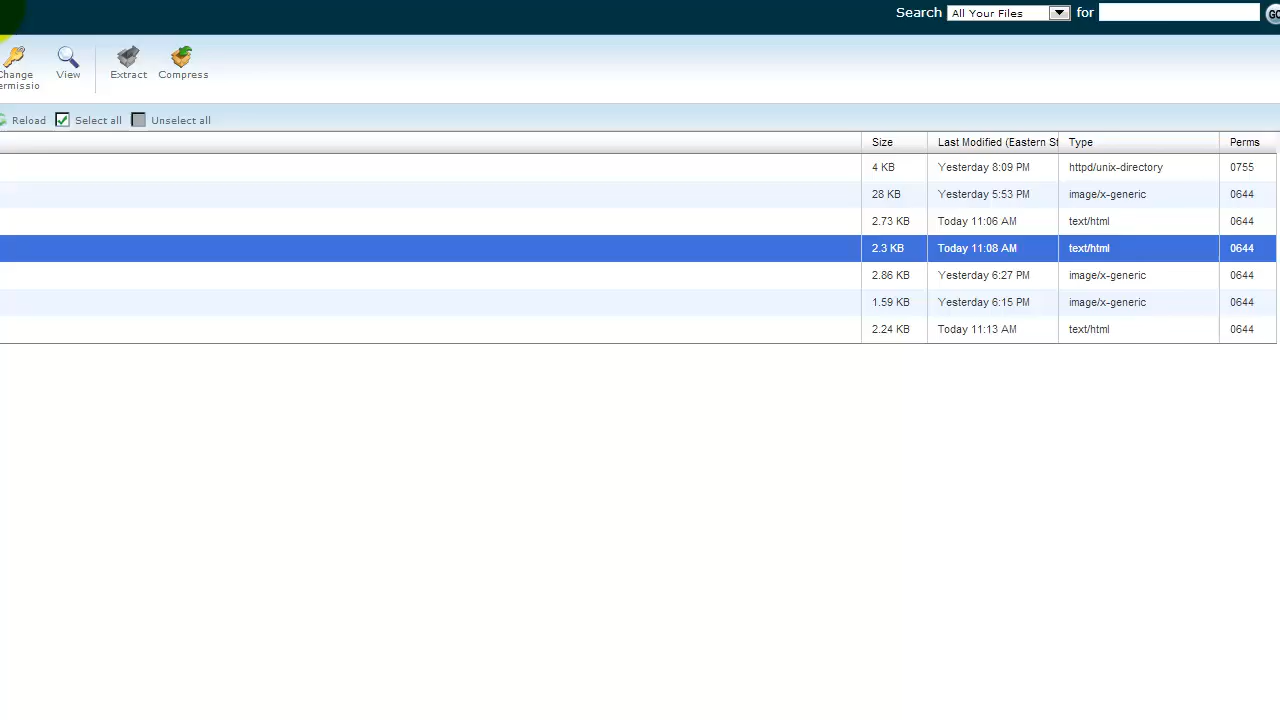 Search All Your Files for GO
Change View Extract Compress
ermissio
Reload Select all Unselect all
Size Last Modified (Eastern St Type Perms
4 KB Yesterday 8:09 PM httpd/unix-directory 0755
28 KB Yesterday 5:53 PM image/x-generic 0644
2.73 KB Today 11:06 AM text/html 0644
2.3 KB Today 11:08 AM text/html 0644
2.86 KB Yesterday 6:27 PM image/x-generic 0644
1.59 KB Yesterday 6:15 PM image/x-generic 0644
2.24 KB Today 11:13 AM text/html 0644